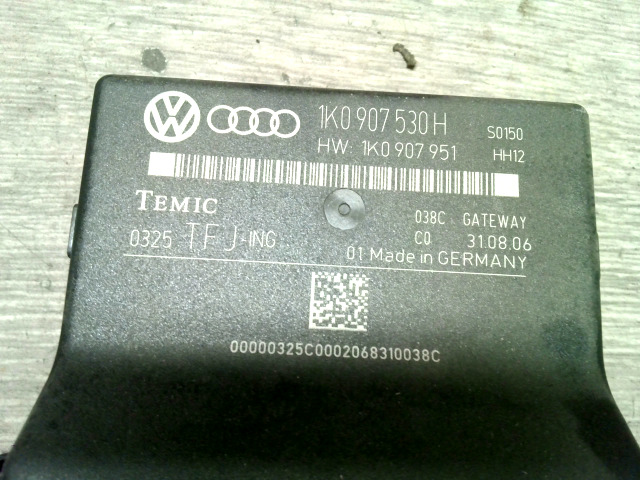 1K0 907 530 H S0150
HW: 1K0 907 951 HH12
TEMIC
038C GATEWAY
0325 TFJ-ING C0 31.08.06
01 Made in GERMANY
00000325C0002068310038C